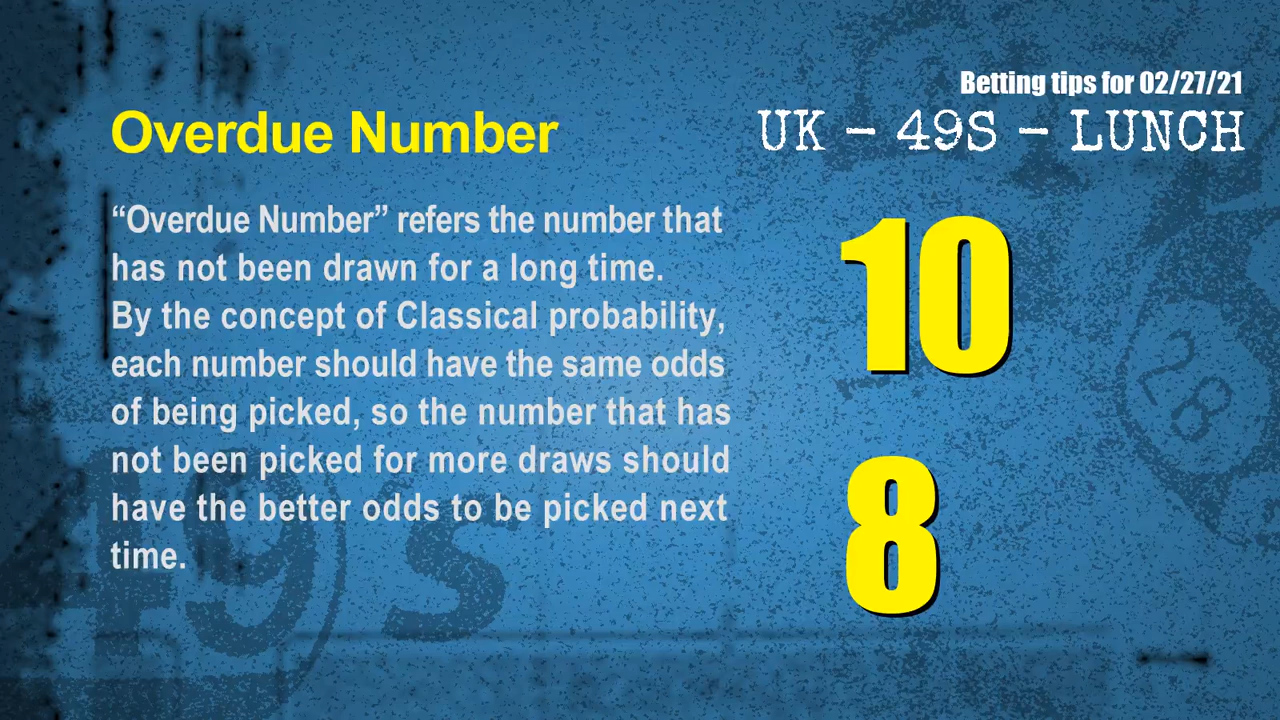 Betting tips for 02/27/21
UK - 49S - LUNCH
Overdue Number
“Overdue Number” refers the number that
has not been drawn for a long time.
By the concept of Classical probability,
each number should have the same odds
of being picked, so the number that has
not been picked for more draws should
have the better odds to be picked next
time.
10
8
28
49's